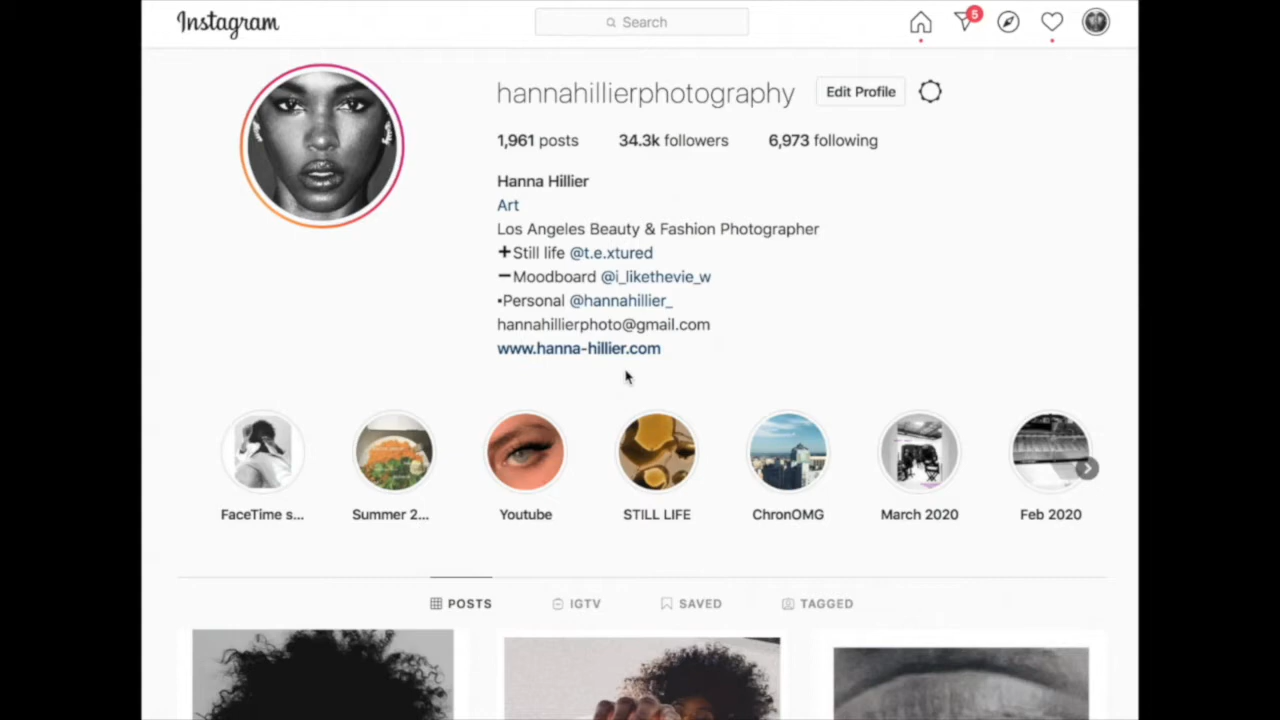 Instagram
Search
5
hannahillierphotography Edit Profile
1,961 posts 34.3k followers 6,973 following
Hanna Hillier
Art
Los Angeles Beauty & Fashion Photographer
+Still life @t.e.xtured
−Moodboard @i_likethevie_w
▪Personal @hannahillier_
hannahillierphoto@gmail.com
www.hanna-hillier.com
FaceTime s... Summer 2... Youtube STILL LIFE ChronOMG March 2020 Feb 2020
POSTS IGTV SAVED TAGGED